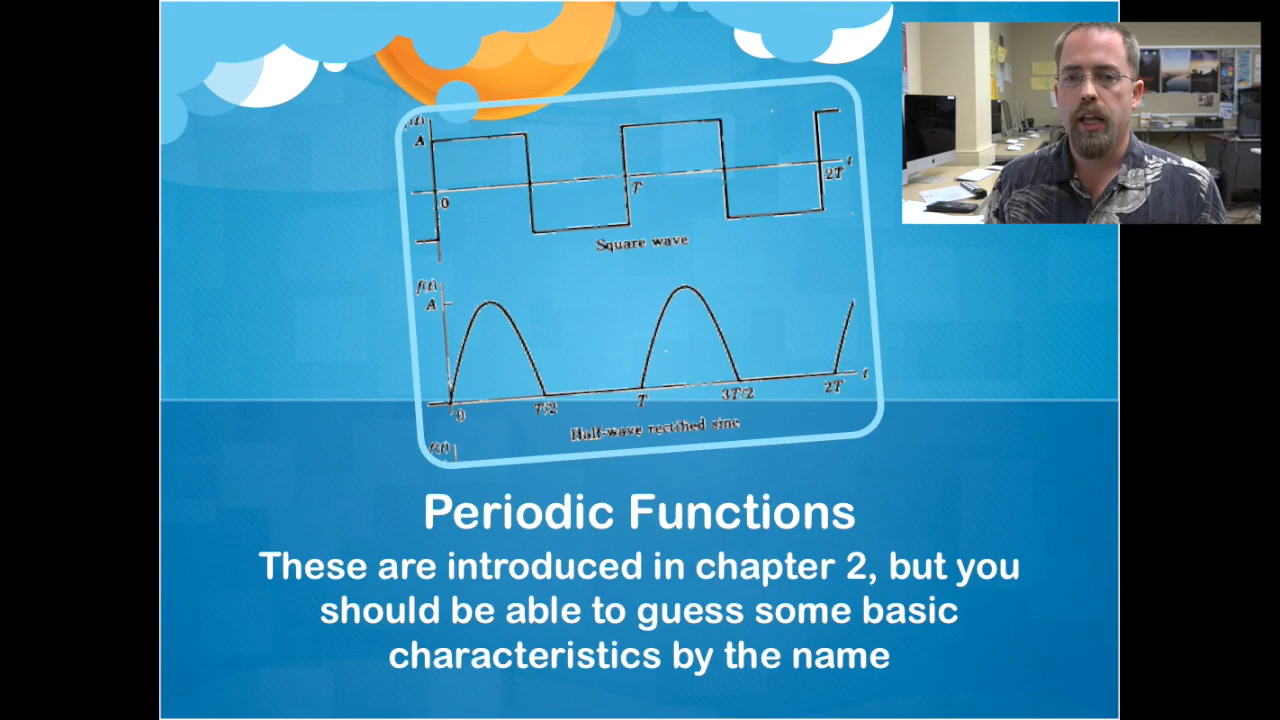 f(t)
A
t
0
T
2T
Square wave
f(t)
A
t
0
T/2
T
3T/2
2T
Half-wave rectified sine
f(t)
Periodic Functions
These are introduced in chapter 2, but you
should be able to guess some basic
characteristics by the name